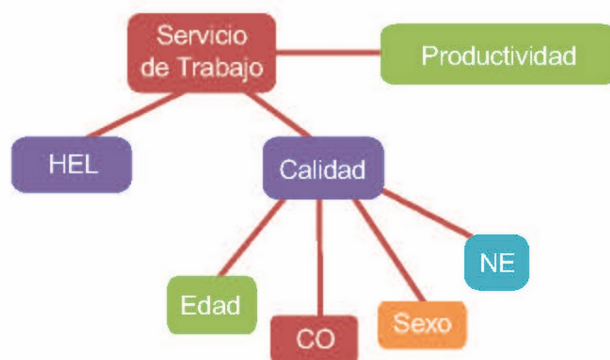 Servicio
de Trabajo
Productividad
HEL
Calidad
NE
Edad
CO
Sexo